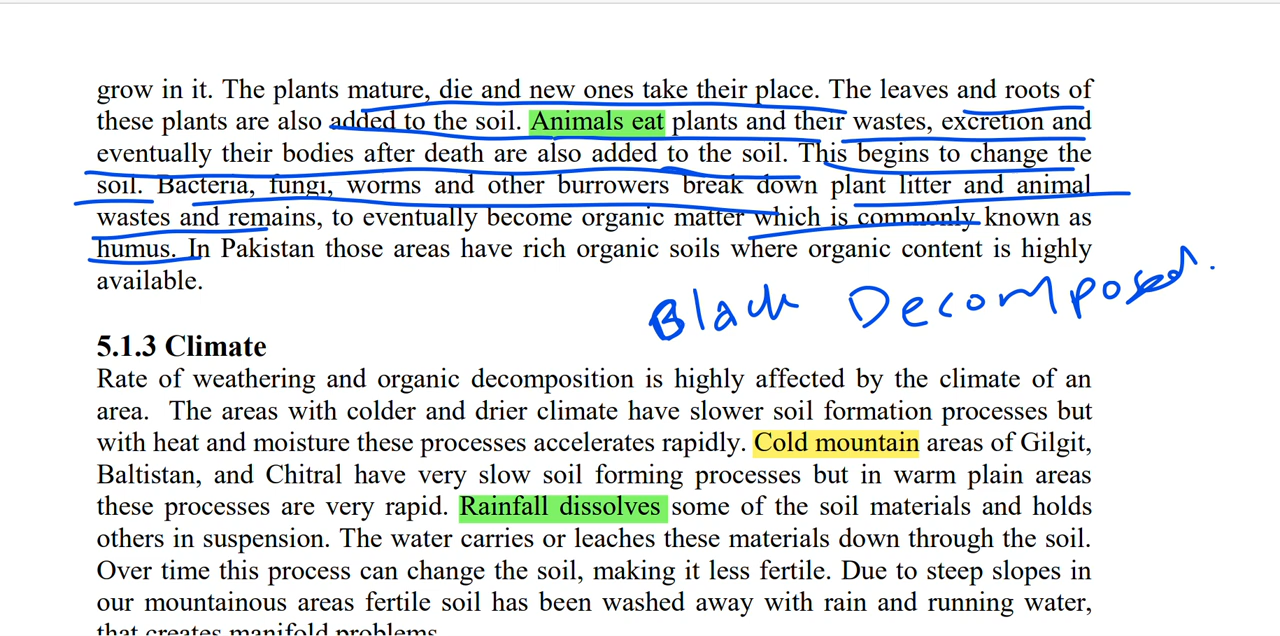 grow in it. The plants mature, die and new ones take their place. The leaves and roots of
these plants are also added to the soil. Animals eat plants and their wastes, excretion and
eventually their bodies after death are also added to the soil. This begins to change the
soil. Bacteria, fungi, worms and other burrowers break down plant litter and animal
wastes and remains, to eventually become organic matter which is commonly known as
humus. In Pakistan those areas have rich organic soils where organic content is highly
available.
Black Decomposed.
5.1.3 Climate
Rate of weathering and organic decomposition is highly affected by the climate of an
area. The areas with colder and drier climate have slower soil formation processes but
with heat and moisture these processes accelerates rapidly. Cold mountain areas of Gilgit,
Baltistan, and Chitral have very slow soil forming processes but in warm plain areas
these processes are very rapid. Rainfall dissolves some of the soil materials and holds
others in suspension. The water carries or leaches these materials down through the soil.
Over time this process can change the soil, making it less fertile. Due to steep slopes in
our mountainous areas fertile soil has been washed away with rain and running water,
that creates manifold problems.